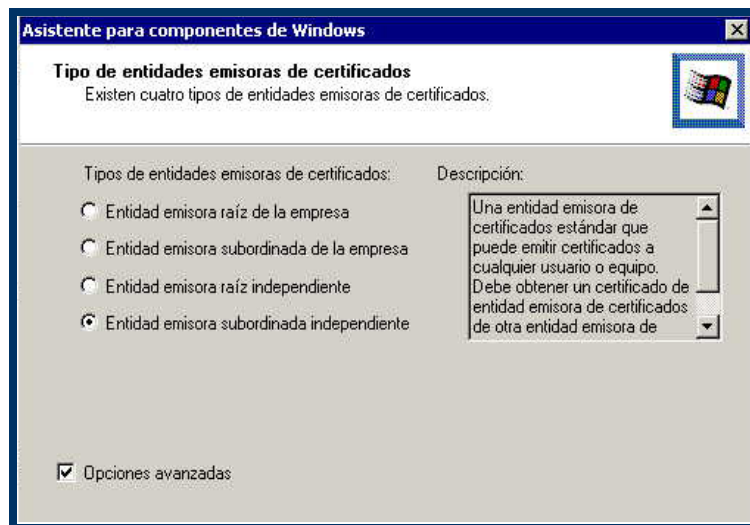 Asistente para componentes de Windows
Tipo de entidades emisoras de certificados
Existen cuatro tipos de entidades emisoras de certificados.
Tipos de entidades emisoras de certificados:
Entidad emisora raíz de la empresa
Entidad emisora subordinada de la empresa
Entidad emisora raíz independiente
Entidad emisora subordinada independiente
Descripción:
Una entidad emisora de
certificados estándar que
puede emitir certificados a
cualquier usuario o equipo.
Debe obtener un certificado de
entidad emisora de certificados
de otra entidad emisora de
Opciones avanzadas